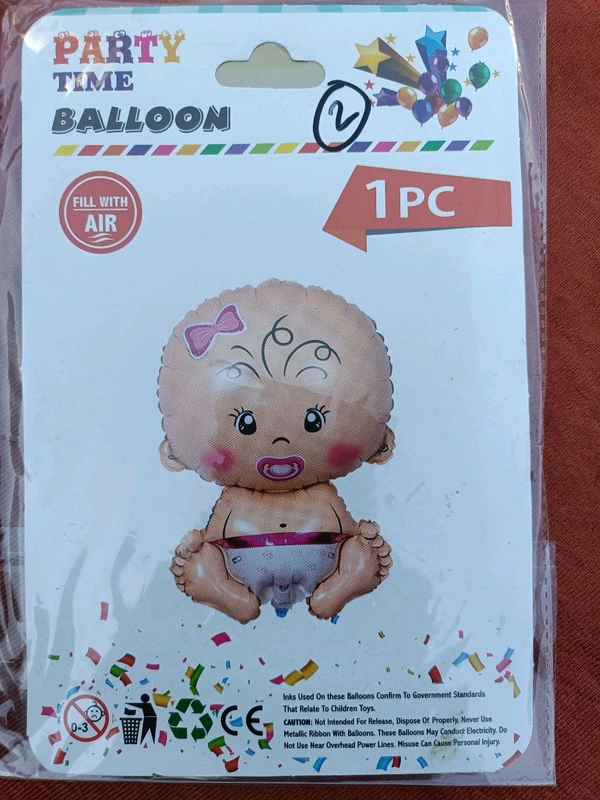 PARTY
TIME
BALLOON
2
FILL WITH
AIR
1 PC
0-3
CE
Inks Used On these Balloons Confirm To Government Standards
That Relate To Children Toys.
CAUTION: Not Intended For Release, Dispose Of Properly, Never Use
Metallic Ribbon With Balloons. These Balloons May Conduct Electricity. Do
Not Use Near Overhead Power Lines. Misuse Can Cause Personal Injury.